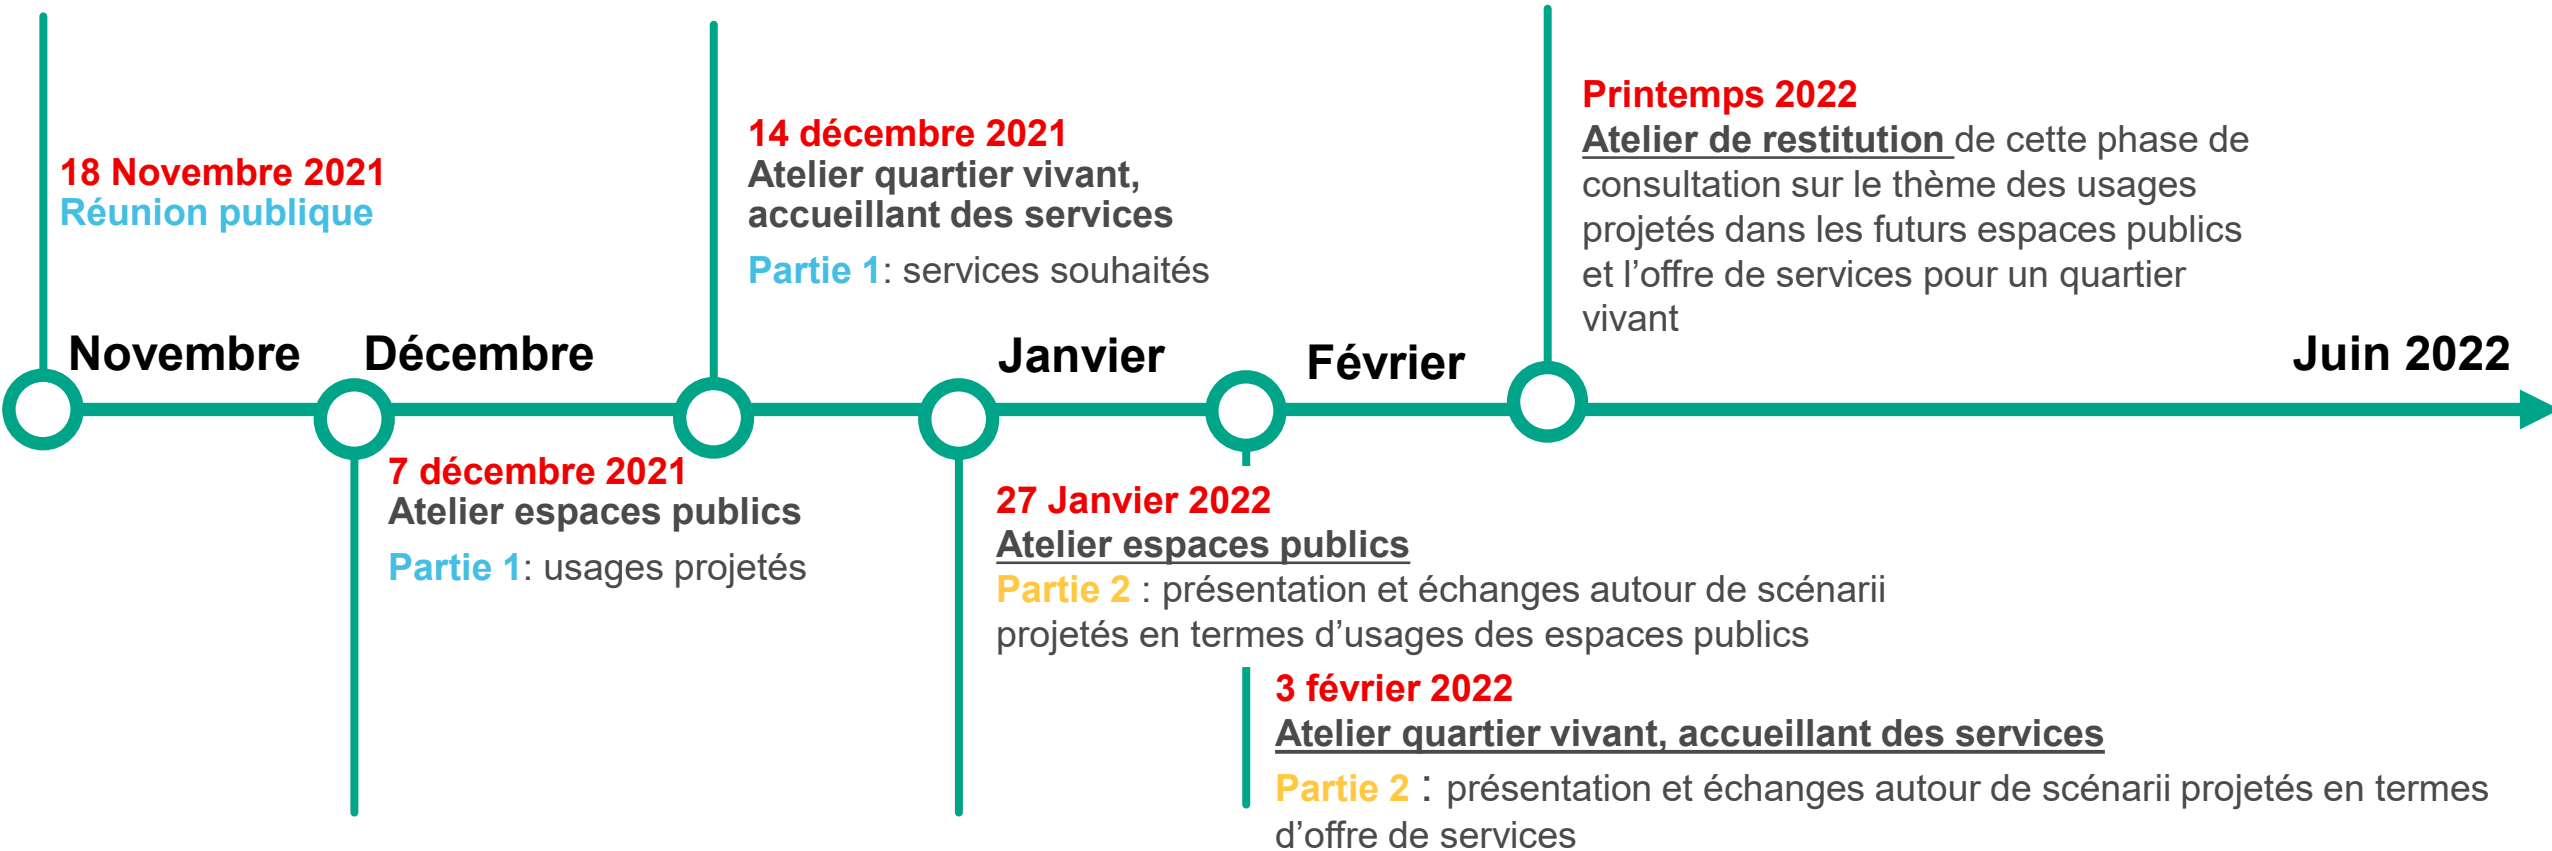 18 Novembre 2021
Réunion publique
14 décembre 2021
Atelier quartier vivant,
accueillant des services
Partie 1: services souhaités
Printemps 2022
Atelier de restitution de cette phase de
consultation sur le thème des usages
projetés dans les futurs espaces publics
et l’offre de services pour un quartier
vivant
Novembre
Décembre
Janvier
Février
Juin 2022
7 décembre 2021
Atelier espaces publics
Partie 1: usages projetés
27 Janvier 2022
Atelier espaces publics
Partie 2 : présentation et échanges autour de scénarii
projetés en termes d’usages des espaces publics
3 février 2022
Atelier quartier vivant, accueillant des services
Partie 2 : présentation et échanges autour de scénarii projetés en termes
d’offre de services